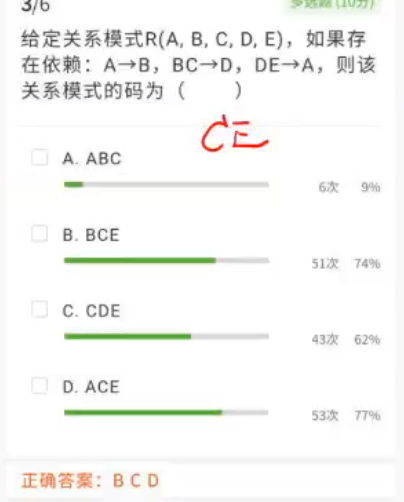 3/6
多选题 (10分)
给定关系模式R(A, B, C, D, E)，如果存
在依赖：A→B，BC→D，DE→A，则该
关系模式的码为（　　）
CE
A. ABC
6次 9%
B. BCE
51次 74%
C. CDE
43次 62%
D. ACE
53次 77%
正确答案：B C D